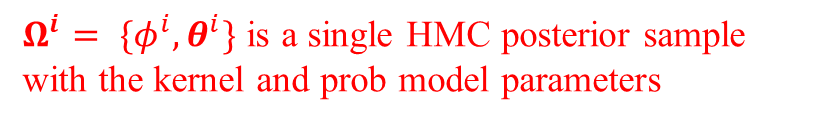 𝛀ⁱ = {𝜙ⁱ, 𝜽ⁱ} is a single HMC posterior sample
with the kernel and prob model parameters